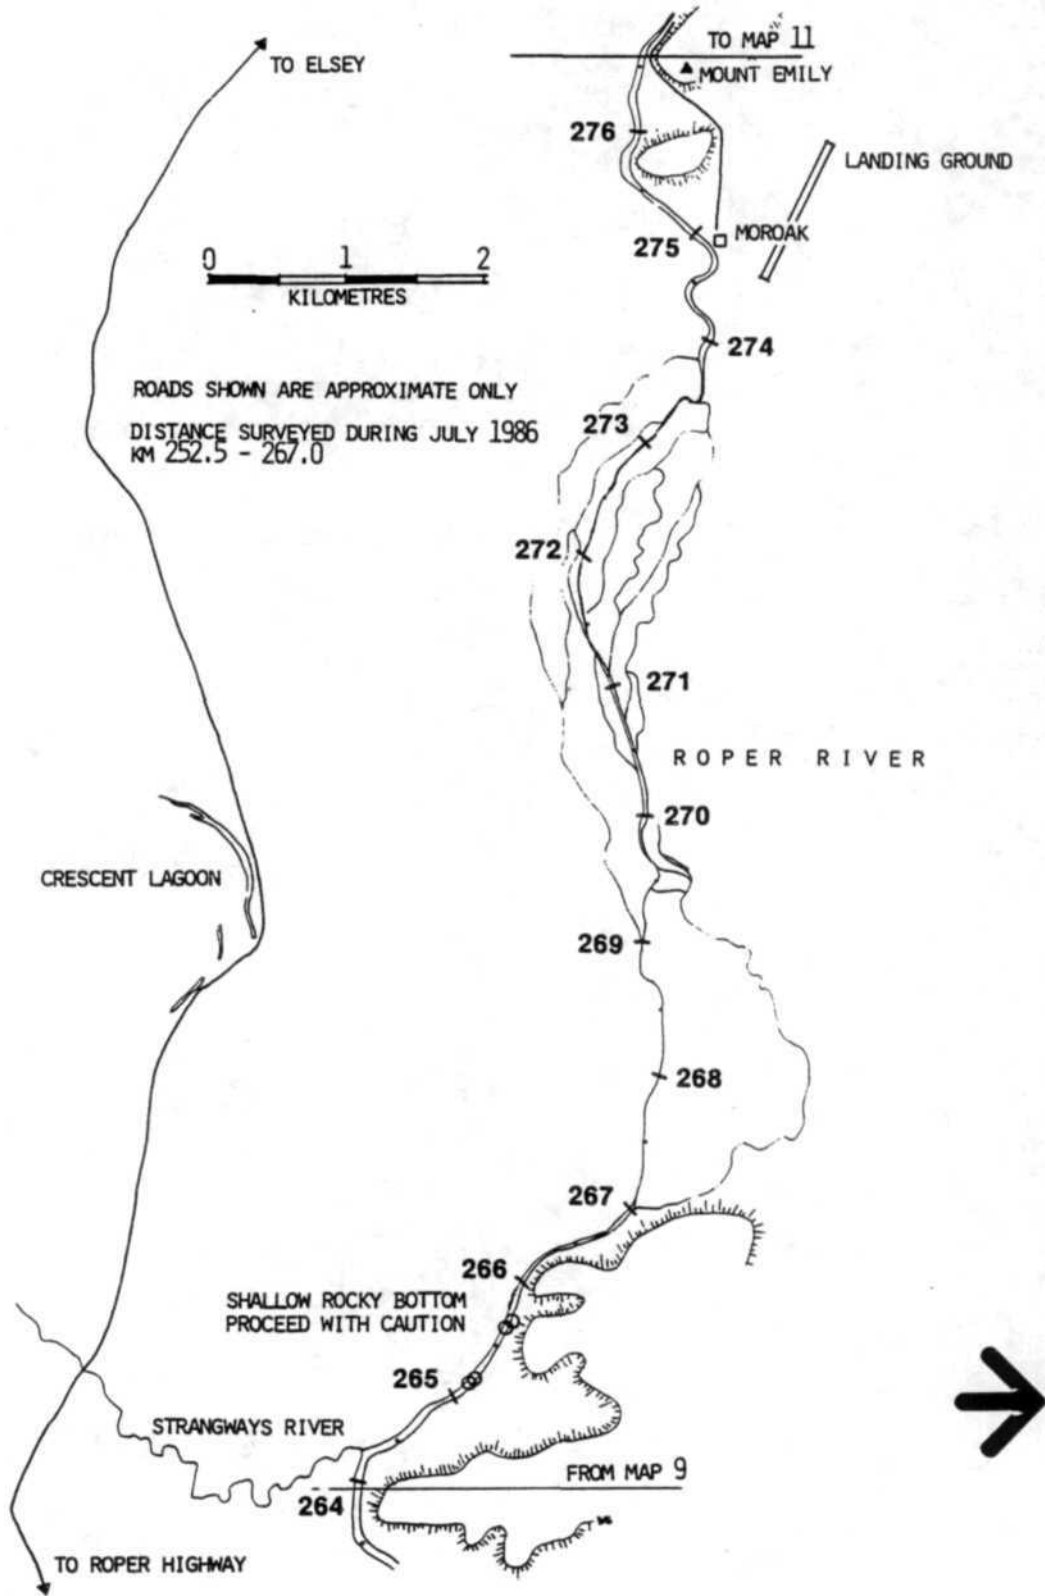 TO MAP 11
TO ELSEY
MOUNT EMILY
276
LANDING GROUND
275
MOROAK
0 1 2
KILOMETRES
274
ROADS SHOWN ARE APPROXIMATE ONLY
DISTANCE SURVEYED DURING JULY 1986
KM 252.5 - 267.0
273
272
271
ROPER RIVER
270
CRESCENT LAGOON
269
268
267
266
SHALLOW ROCKY BOTTOM
PROCEED WITH CAUTION
265
STRANGWAYS RIVER
FROM MAP 9
264
TO ROPER HIGHWAY